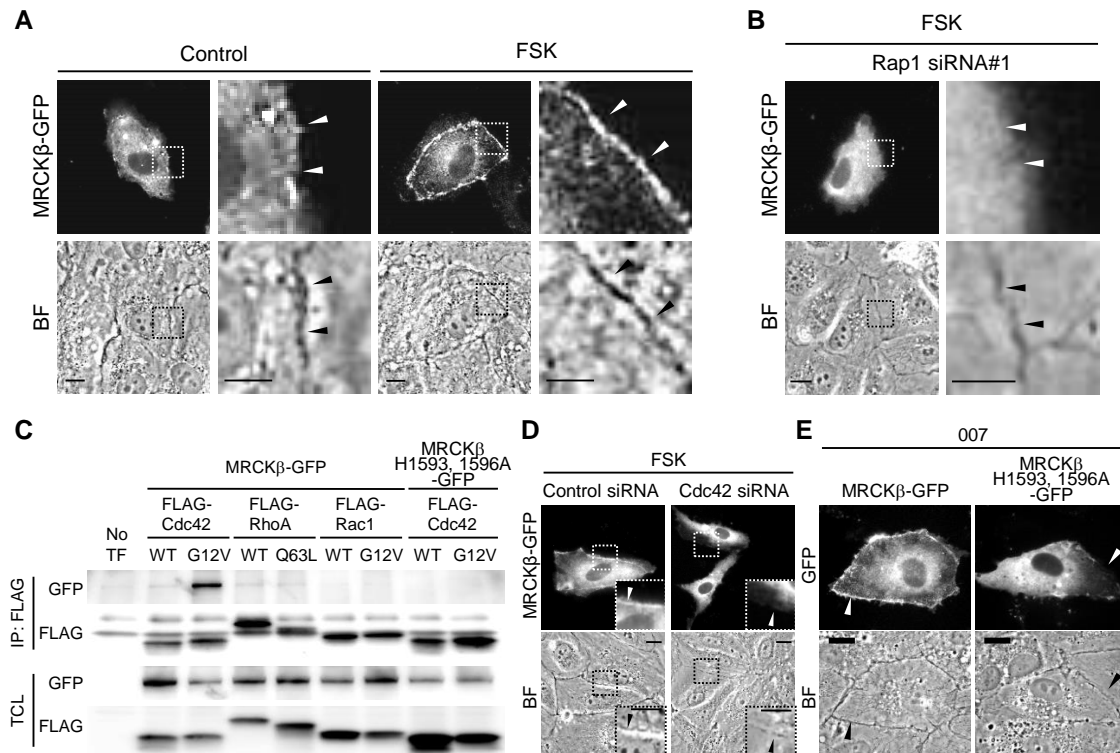 A
Control
FSK
MRCKβ-GFP
BF
B
FSK
Rap1 siRNA#1
MRCKβ-GFP
BF
C
MRCKβ-GFP
MRCKβ
H1593, 1596A
-GFP
No
TF
FLAG-
Cdc42
FLAG-
RhoA
FLAG-
Rac1
FLAG-
Cdc42
WT G12V WT Q63L WT G12V WT G12V
IP: FLAG
GFP
FLAG
TCL
GFP
FLAG
D
FSK
Control siRNA
Cdc42 siRNA
MRCKβ-GFP
BF
E
007
MRCKβ-GFP
MRCKβ
H1593, 1596A
-GFP
GFP
BF